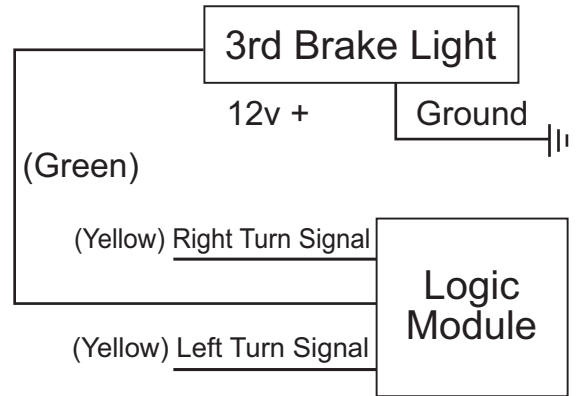 3rd Brake Light
12v +
Ground
(Green)
(Yellow) Right Turn Signal
Logic
Module
(Yellow) Left Turn Signal